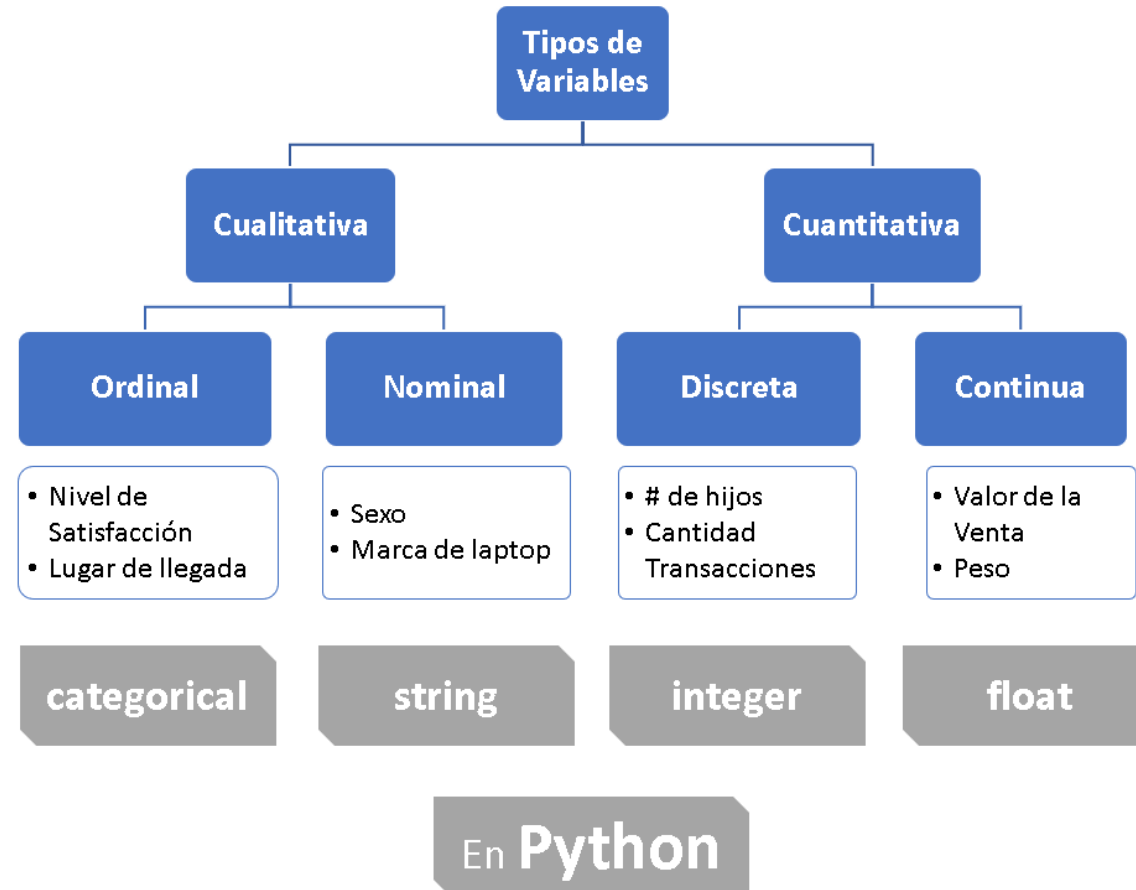 Tipos de
Variables
Cualitativa
Cuantitativa
Ordinal
Nominal
Discreta
Continua
• Nivel de
Satisfacción
• Lugar de llegada
• Sexo
• Marca de laptop
• # de hijos
• Cantidad
Transacciones
• Valor de la
Venta
• Peso
categorical
string
integer
float
En Python